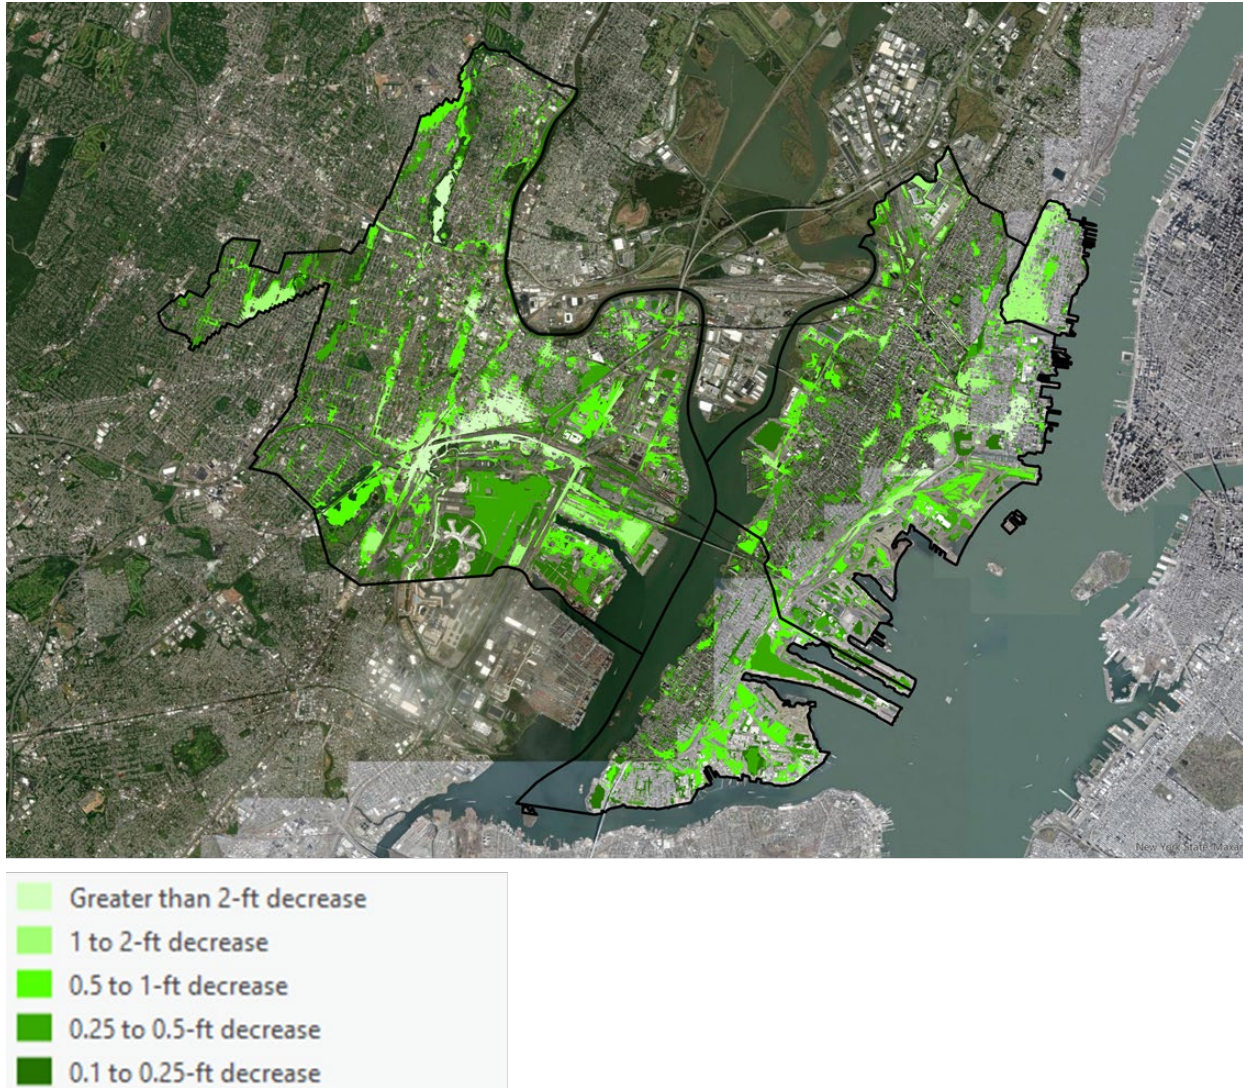 New York State, Maxar
Greater than 2-ft decrease
1 to 2-ft decrease
0.5 to 1-ft decrease
0.25 to 0.5-ft decrease
0.1 to 0.25-ft decrease